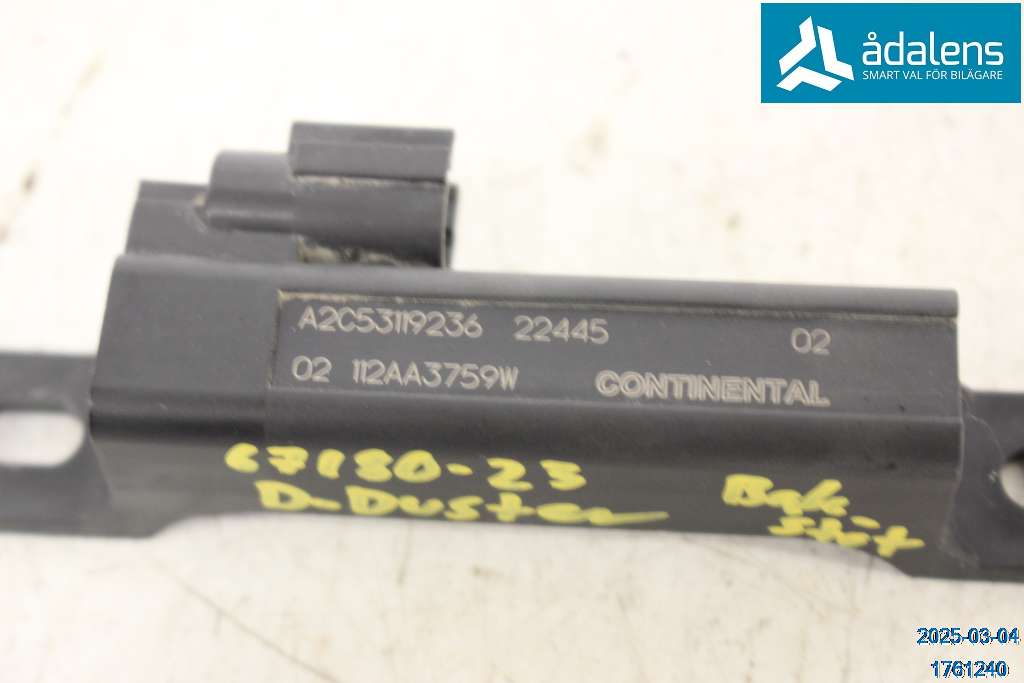 ådalens
SMART VAL FÖR BILÄGARE
A2C53119236 22445 02
02 112AA3759W CONTINENTAL
67180-23
D-Duster
Bak
stöt
2025-03-04
1761240